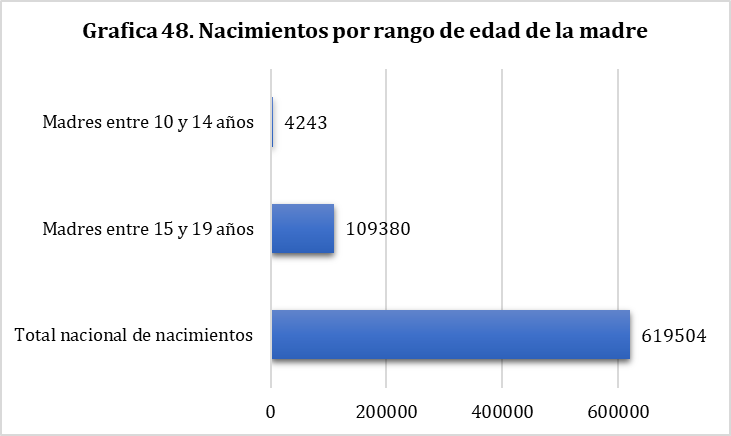 Grafica 48. Nacimientos por rango de edad de la madre
Madres entre 10 y 14 años 4243
Madres entre 15 y 19 años 109380
Total nacional de nacimientos 619504
0 200000 400000 600000